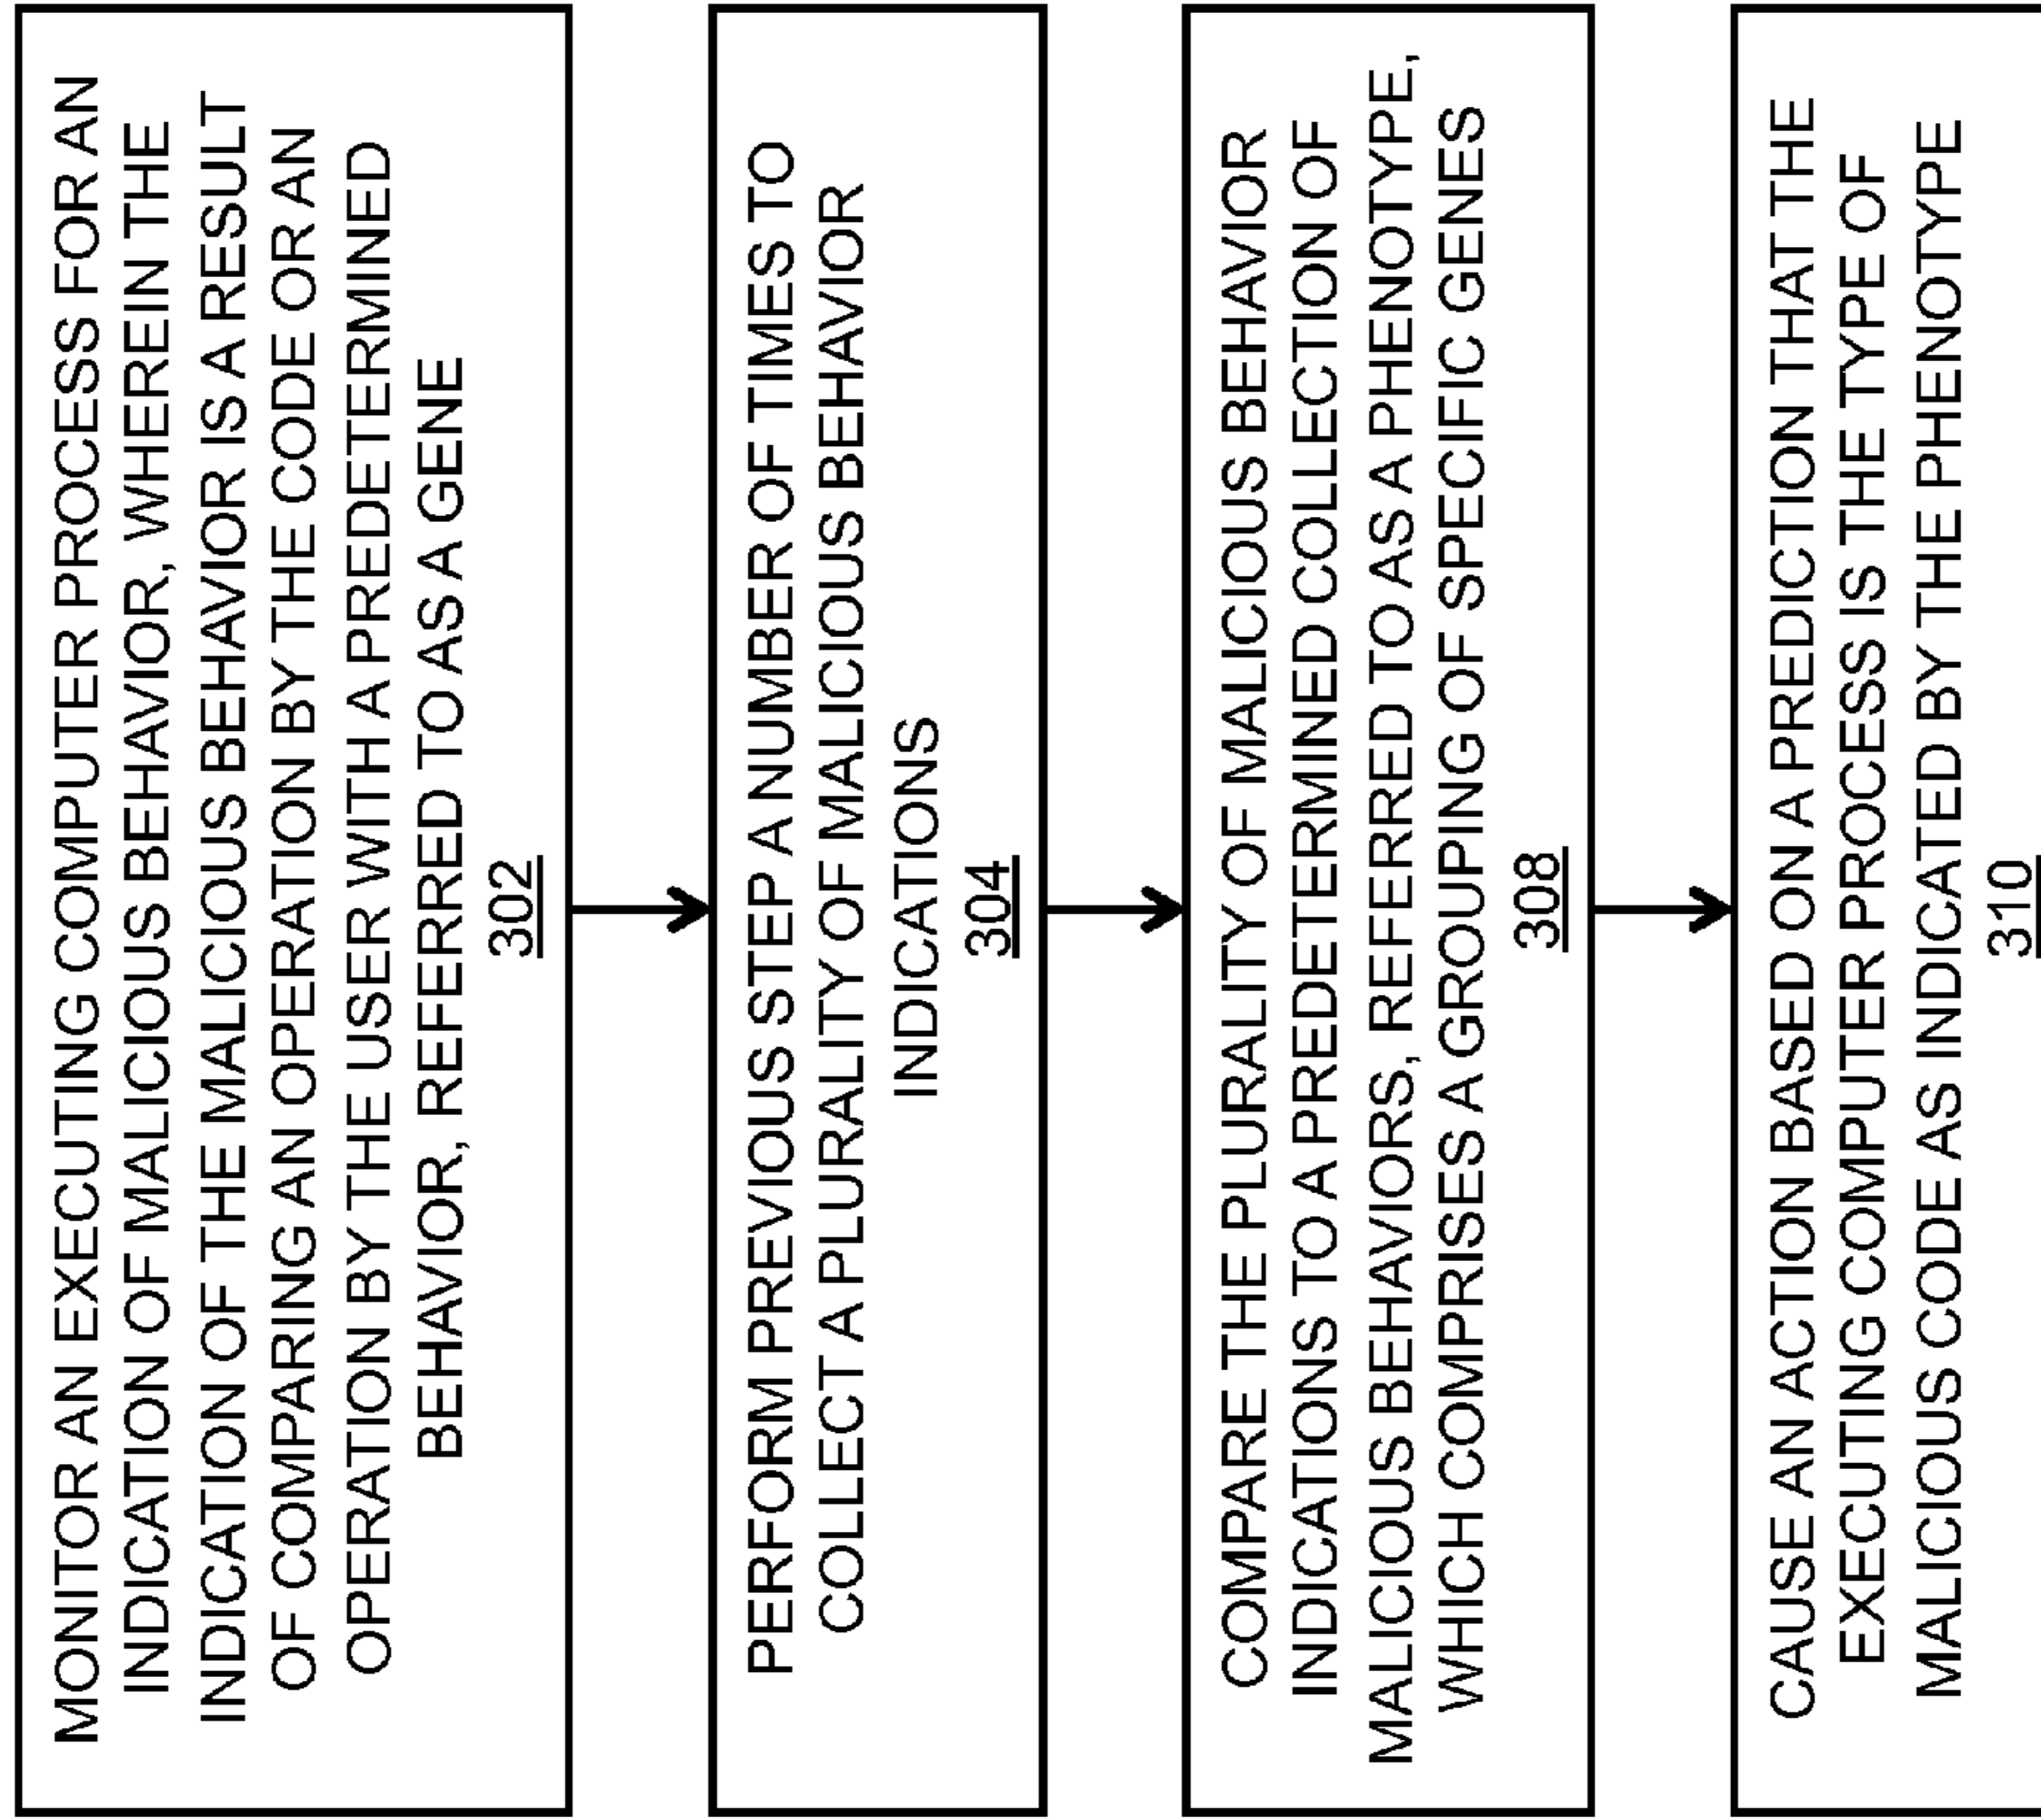 MONITOR AN EXECUTING COMPUTER PROCESS FOR AN
INDICATION OF MALICIOUS BEHAVIOR, WHEREIN THE
INDICATION OF THE MALICIOUS BEHAVIOR IS A RESULT
OF COMPARING AN OPERATION BY THE CODE OR AN
OPERATION BY THE USER WITH A PREDETERMINED
BEHAVIOR, REFERRED TO AS A GENE
302
PERFORM PREVIOUS STEP A NUMBER OF TIMES TO
COLLECT A PLURALITY OF MALICIOUS BEHAVIOR
INDICATIONS
304
COMPARE THE PLURALITY OF MALICIOUS BEHAVIOR
INDICATIONS TO A PREDETERMINED COLLECTION OF
MALICIOUS BEHAVIORS, REFERRED TO AS A PHENOTYPE,
WHICH COMPRISES A GROUPING OF SPECIFIC GENES
308
CAUSE AN ACTION BASED ON A PREDICTION THAT THE
EXECUTING COMPUTER PROCESS IS THE TYPE OF
MALICIOUS CODE AS INDICATED BY THE PHENOTYPE
310